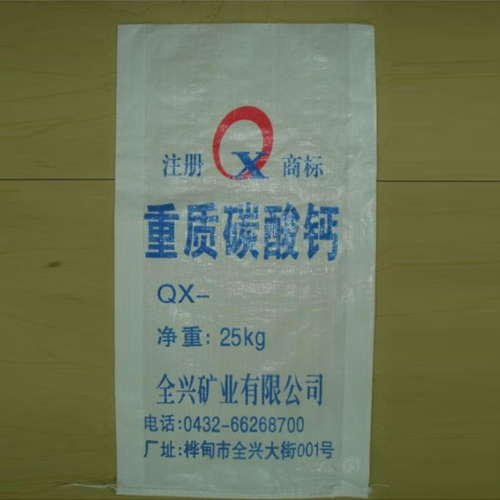 注册 QX 商标
重质碳酸钙
QX-
净重: 25kg
全兴矿业有限公司
电话:0432-66268700
厂址:桦甸市全兴大街001号